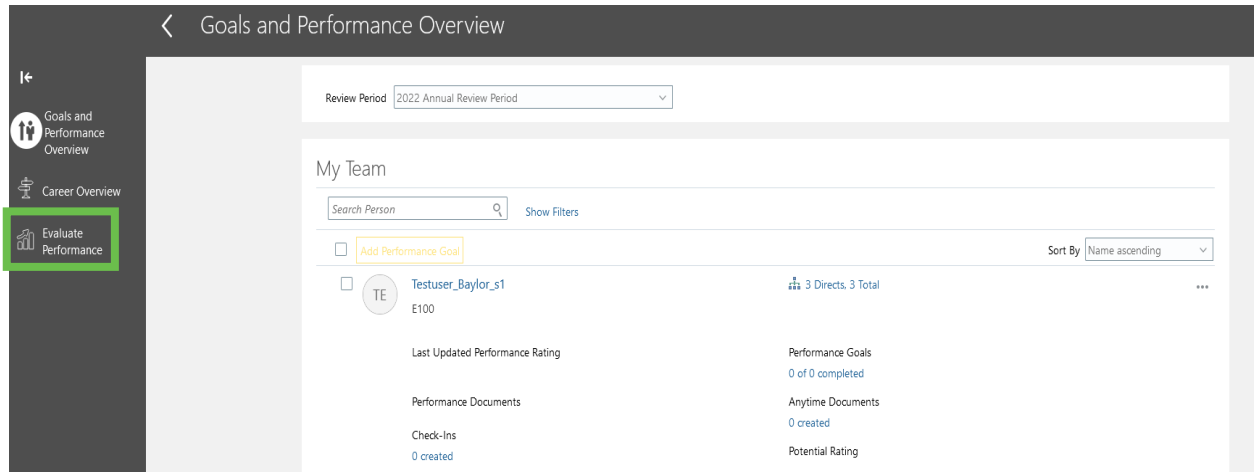 Goals and Performance Overview
Goals and
Performance
Overview
Career Overview
Evaluate
Performance
Review Period 2022 Annual Review Period
My Team
Search Person Show Filters
Add Performance Goal Sort By Name ascending
TE Testuser_Baylor_s1 3 Directs, 3 Total
E100
Last Updated Performance Rating Performance Goals
0 of 0 completed
Performance Documents Anytime Documents
0 created
Check-Ins
0 created Potential Rating